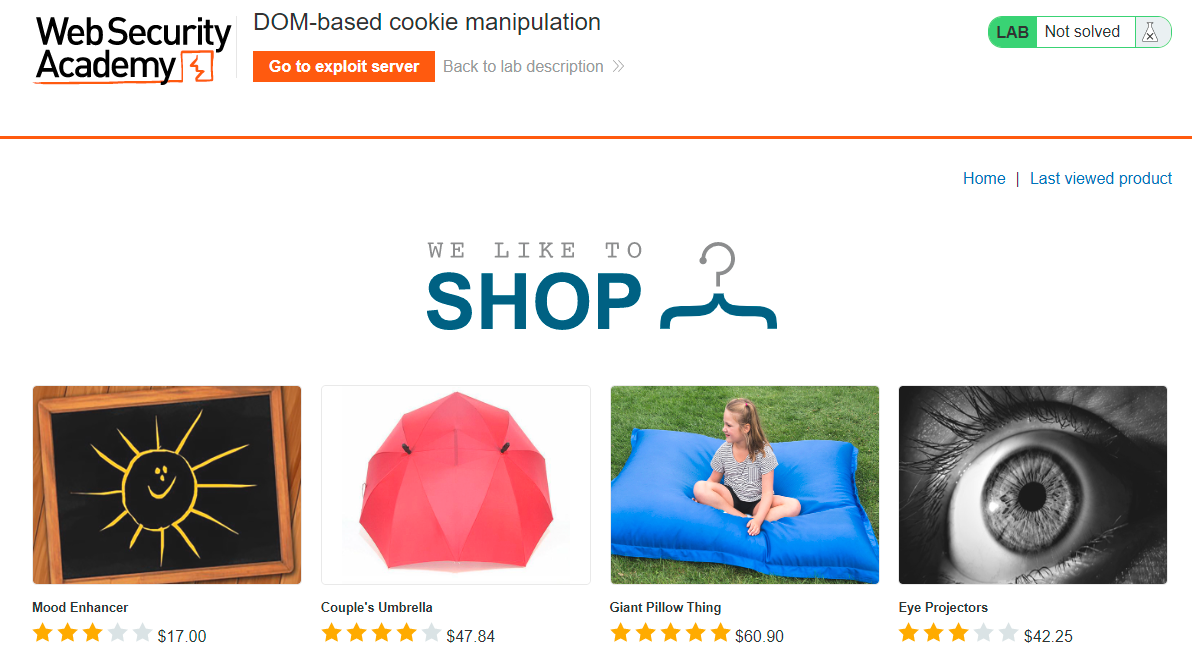 Web Security
Academy
DOM-based cookie manipulation
Go to exploit server
Back to lab description
LAB
Not solved
Home | Last viewed product
WE LIKE TO
SHOP
Mood Enhancer
$17.00
Couple's Umbrella
$47.84
Giant Pillow Thing
$60.90
Eye Projectors
$42.25